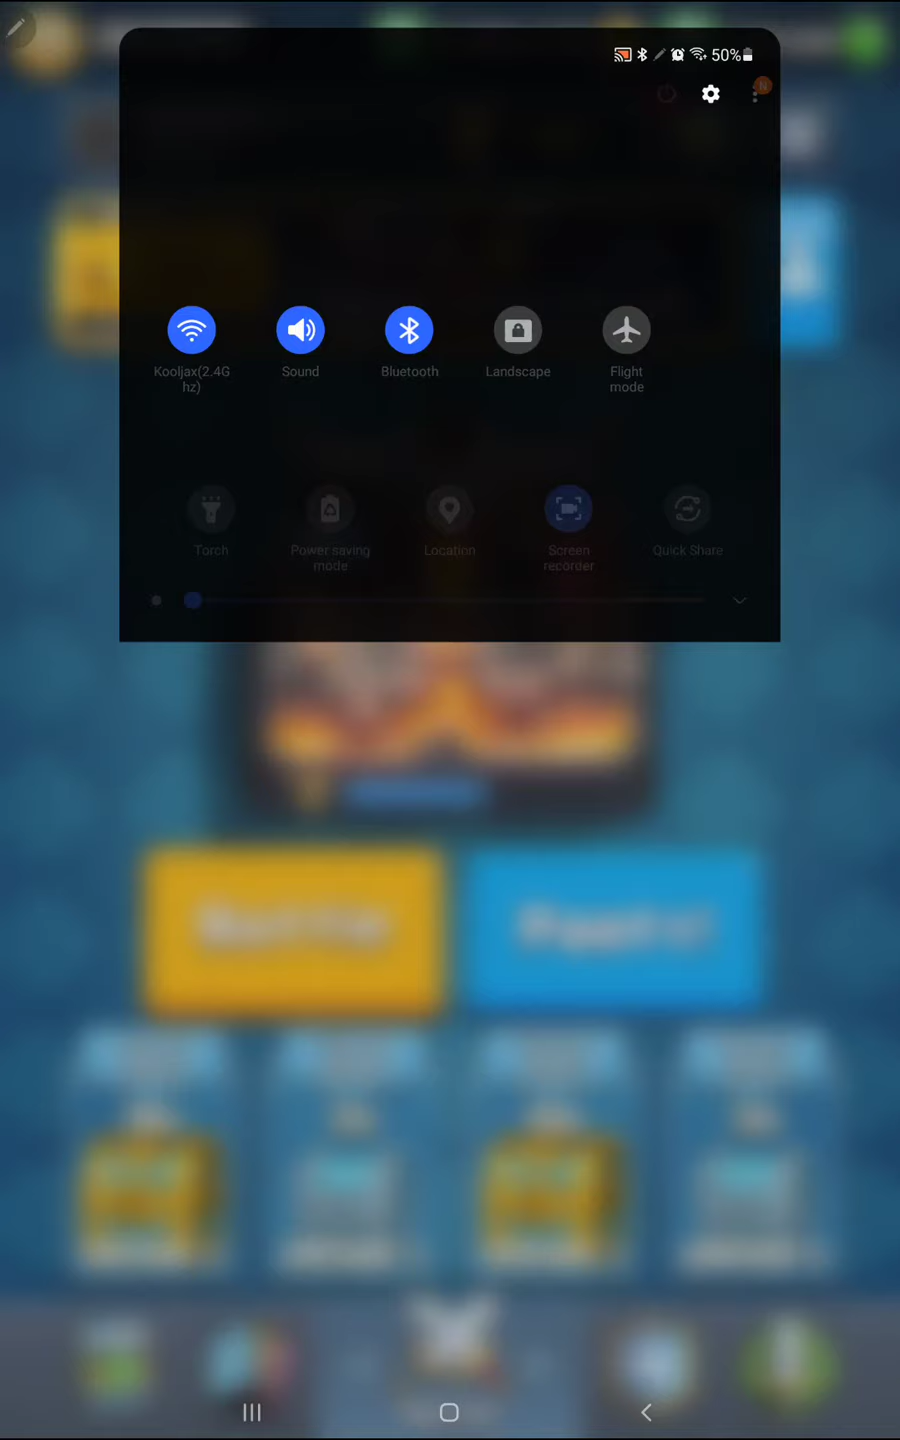 50%
N
Kooljax(2.4G
hz)
Sound
Bluetooth
Landscape
Flight
mode
Torch
Power saving
mode
Location
Screen
recorder
Quick Share
Battle